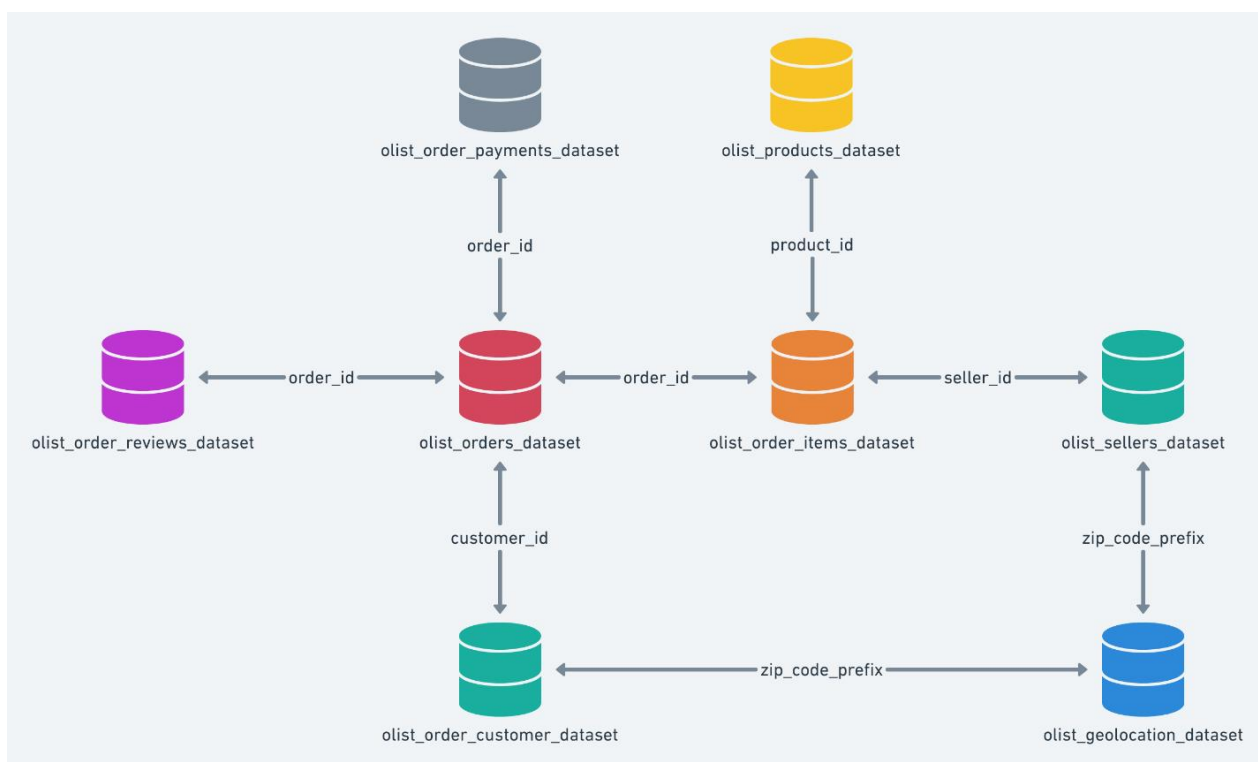 olist_order_payments_dataset
olist_products_dataset
order_id
product_id
order_id
order_id
seller_id
olist_order_reviews_dataset
olist_orders_dataset
olist_order_items_dataset
olist_sellers_dataset
customer_id
zip_code_prefix
zip_code_prefix
olist_order_customer_dataset
olist_geolocation_dataset